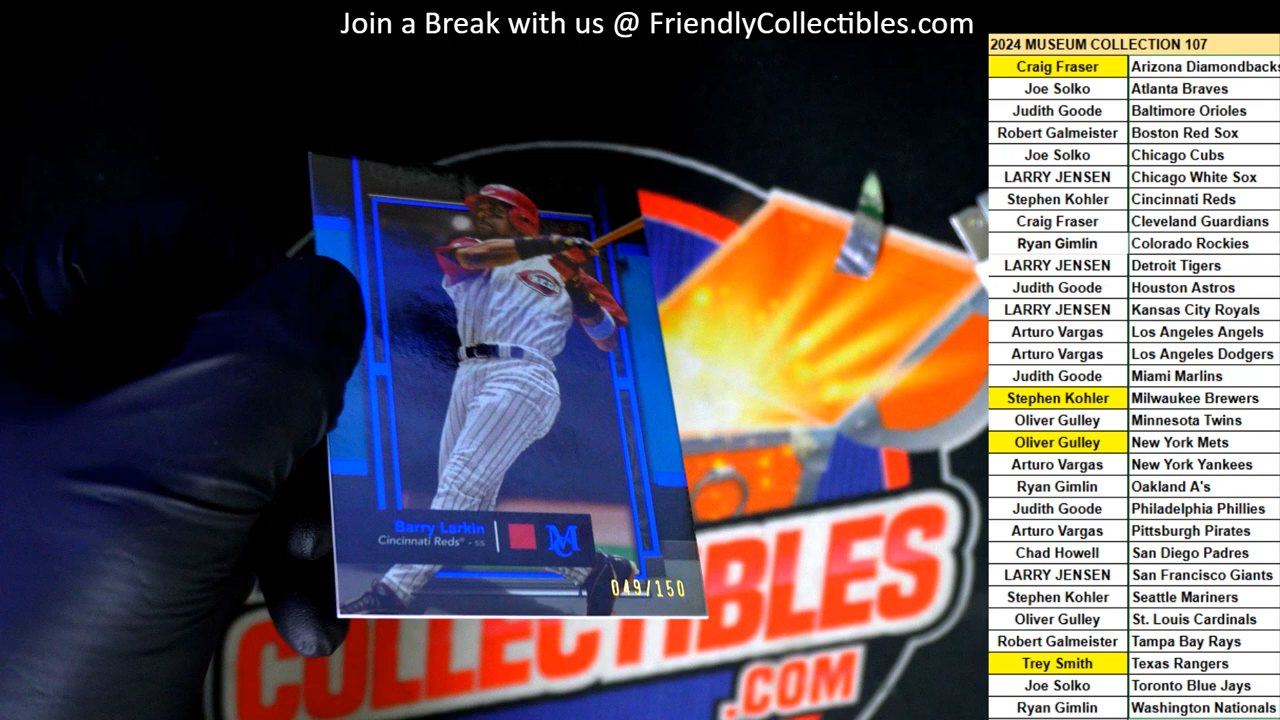 Join a Break with us @ FriendlyCollectibles.com
2024 MUSEUM COLLECTION 107
Craig Fraser Arizona Diamondbacks
Joe Solko Atlanta Braves
Judith Goode Baltimore Orioles
Robert Galmeister Boston Red Sox
Joe Solko Chicago Cubs
LARRY JENSEN Chicago White Sox
Stephen Kohler Cincinnati Reds
Craig Fraser Cleveland Guardians
Ryan Gimlin Colorado Rockies
LARRY JENSEN Detroit Tigers
Judith Goode Houston Astros
LARRY JENSEN Kansas City Royals
Arturo Vargas Los Angeles Angels
Arturo Vargas Los Angeles Dodgers
Judith Goode Miami Marlins
Stephen Kohler Milwaukee Brewers
Oliver Gulley Minnesota Twins
Oliver Gulley New York Mets
Arturo Vargas New York Yankees
Ryan Gimlin Oakland A's
Judith Goode Philadelphia Phillies
Arturo Vargas Pittsburgh Pirates
Chad Howell San Diego Padres
LARRY JENSEN San Francisco Giants
Stephen Kohler Seattle Mariners
Oliver Gulley St. Louis Cardinals
Robert Galmeister Tampa Bay Rays
Trey Smith Texas Rangers
Joe Solko Toronto Blue Jays
Ryan Gimlin Washington Nationals
REDS
Barry Larkin
Cincinnati Reds® - SS
MC
049/150
COLLECTIBLES
.COM